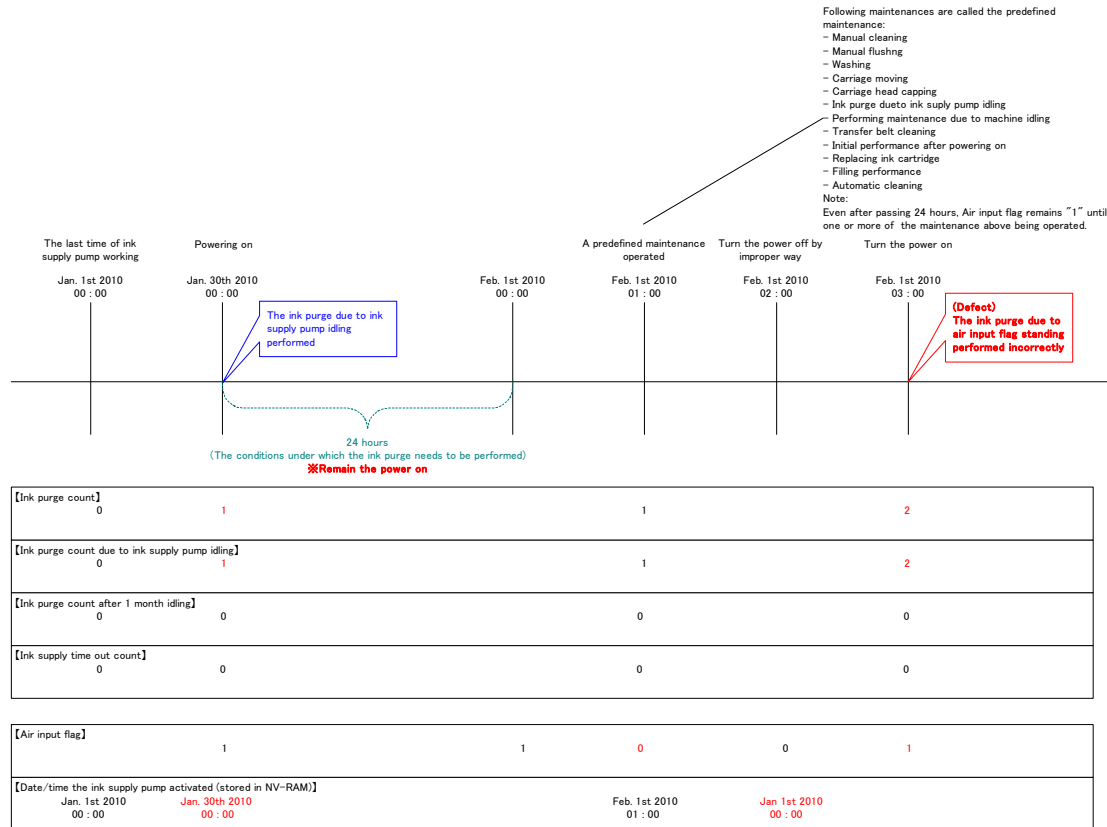 Following maintenances are called the predefined
maintenance:
- Manual cleaning
- Manual flushng
- Washing
- Carriage moving
- Carriage head capping
- Ink purge dueto ink suply pump idling
- Performing maintenance due to machine idling
- Transfer belt cleaning
- Initial performance after powering on
- Replacing ink cartridge
- Filling performance
- Automatic cleaning
Note:
Even after passing 24 hours, Air input flag remains "1" until
one or more of the maintenance above being operated.
The last time of ink
supply pump working
Powering on
A predefined maintenance
operated
Turn the power off by
improper way
Turn the power on
Jan. 1st 2010
00 : 00
Jan. 30th 2010
00 : 00
Feb. 1st 2010
00 : 00
Feb. 1st 2010
01 : 00
Feb. 1st 2010
02 : 00
Feb. 1st 2010
03 : 00
The ink purge due to ink
supply pump idling
performed
(Defect)
The ink purge due to
air input flag standing
performed incorrectly
24 hours
(The conditions under which the ink purge needs to be performed)
※Remain the power on
【Ink purge count】
0 1 1 2
【Ink purge count due to ink supply pump idling】
0 1 1 2
【Ink purge count after 1 month idling】
0 0 0 0
【Ink supply time out count】
0 0 0 0
【Air input flag】
1 1 0 0 1
【Date/time the ink supply pump activated (stored in NV-RAM)】
Jan. 1st 2010 Jan. 30th 2010 Feb. 1st 2010 Jan 1st 2010
00 : 00 00 : 00 01 : 00 00 : 00